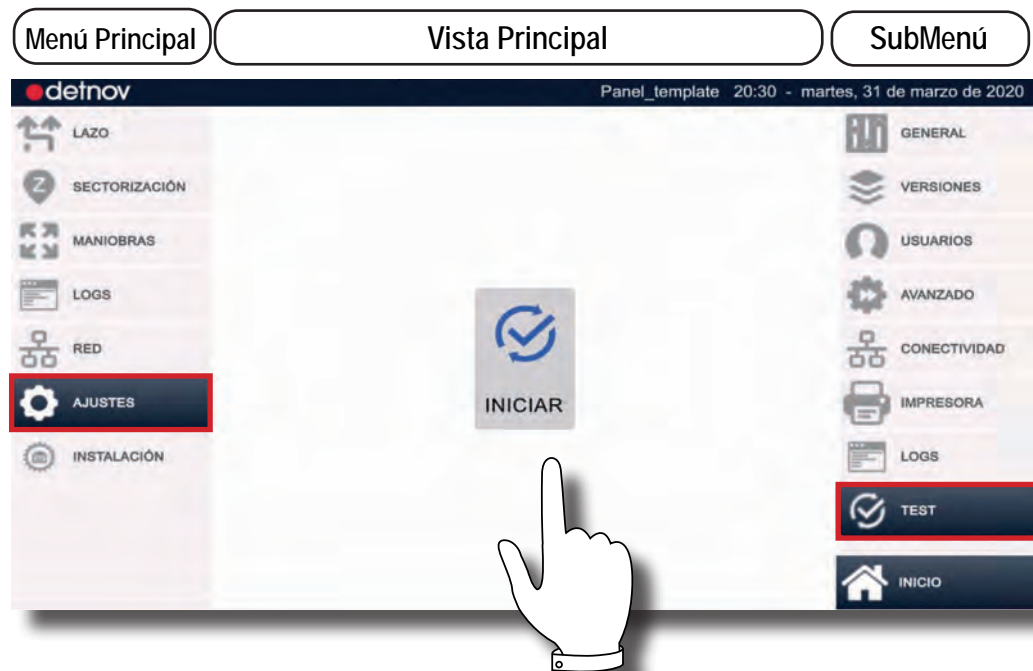 Menú Principal
Vista Principal
SubMenú
detnov
Panel_template 20:30 - martes, 31 de marzo de 2020
LAZO
SECTORIZACIÓN
MANIOBRAS
LOGS
RED
AJUSTES
INSTALACIÓN
INICIAR
GENERAL
VERSIONES
USUARIOS
AVANZADO
CONECTIVIDAD
IMPRESORA
LOGS
TEST
INICIO